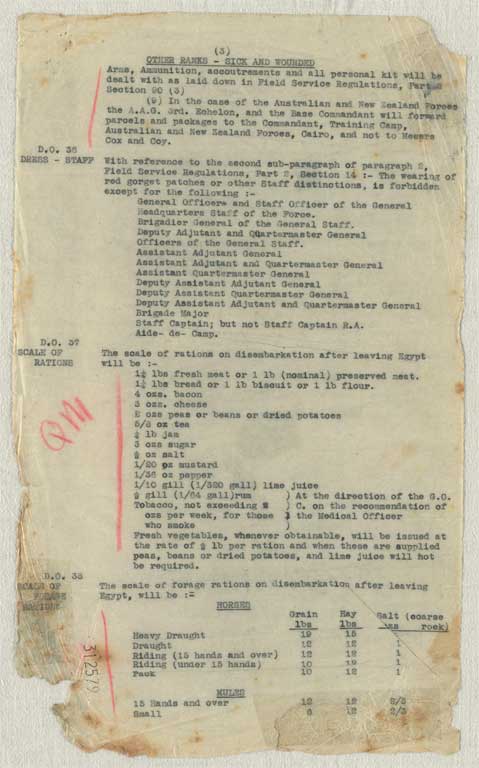 (3)
OTHER RANKS - SICK AND WOUNDED
Arms, Ammunition, accoutrements and all personal kit will be
dealt with as laid down in Field Service Regulations, Part
Section 90 (3)
(9) In the case of the Australian and New Zealand Forces
the A.A.G. 3rd. Echelon, and the Base Commandant will forward
parcels and packages to the Commandant, Training Camp,
Australian and New Zealand Forces, Cairo, and not to Messrs
Cox and Coy.
D.O. 36
DRESS - STAFF With reference to the second sub-paragraph of paragraph 2,
Field Service Regulations, Part 2, Section 14 :- The wearing of
red gorget patches or other Staff distinctions, is forbidden
except for the following :-
General Officers and Staff Officer of the General
Headquarters Staff of the Force.
Brigadier General of the General Staff.
Deputy Adjutant and Quartermaster General
Officers of the General Staff.
Assistant Adjutant General
Assistant Adjutant and Quartermaster General
Assistant Quartermaster General
Deputy Assistant Adjutant General
Deputy Assistant Quartermaster General
Deputy Assistant Adjutant and Quartermaster General
Brigade Major
Staff Captain; but not Staff Captain R.A.
Aide- de- Camp.
D.O. 37
SCALE OF The scale of rations on disembarkation after leaving Egypt
RATIONS will be :-
lbs fresh meat or 1 lb (nominal) preserved meat.
lbs bread or 1 lb biscuit or 1 lb flour.
4 ozs. bacon
3 ozs. cheese
2 ozs peas or beans or dried potatoes
5/8 oz tea
lb jam
3 ozs sugar
oz salt
1/20 oz mustard
1/36 oz pepper
1/10 gill (1/320 gall) lime juice
gill (1/64 gall)rum ) At the direction of the G.O.
Tobacco, not exceeding ) C. on the recommendation of
ozs per week, for those ) the Medical Officer
who smoke )
Fresh vegetables, whenever obtainable, will be issued at
the rate of lb per ration and when these are supplied
peas, beans or dried potatoes, and lime juice will not
be required.
QM
D.O. 38
SCALE OF The scale of forage rations on disembarkation after leaving
FORAGE Egypt, will be :-
RATIONS
HORSES
Grain Hay Salt (coarse
lbs lbs ozs rock)
Heavy Draught 19 15 1
Draught 12 12 1
Riding (15 hands and over) 12 12 1
Riding (under 15 hands) 10 12 1
Pack 10 12 1
MULES
15 Hands and over 12 12 2/3
Small 6 12 2/3
312579